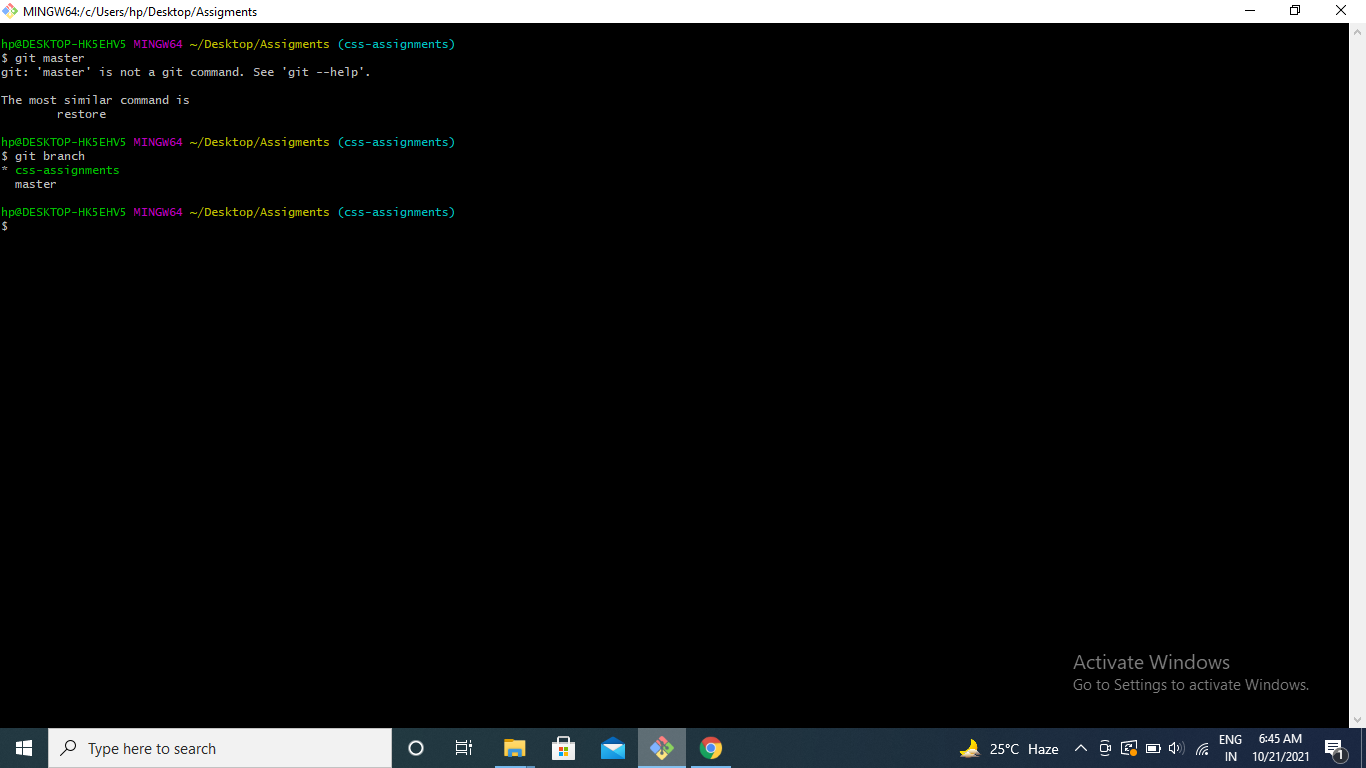 MINGW64:/c/Users/hp/Desktop/Assigments
hp@DESKTOP-HK5EHV5 MINGW64 ~/Desktop/Assigments (css-assignments)
$ git master
git: 'master' is not a git command. See 'git --help'.
The most similar command is
restore
hp@DESKTOP-HK5EHV5 MINGW64 ~/Desktop/Assigments (css-assignments)
$ git branch
* css-assignments
master
hp@DESKTOP-HK5EHV5 MINGW64 ~/Desktop/Assigments (css-assignments)
$
Activate Windows
Go to Settings to activate Windows.
Type here to search
25°C Haze
ENG
IN
6:45 AM
10/21/2021
1